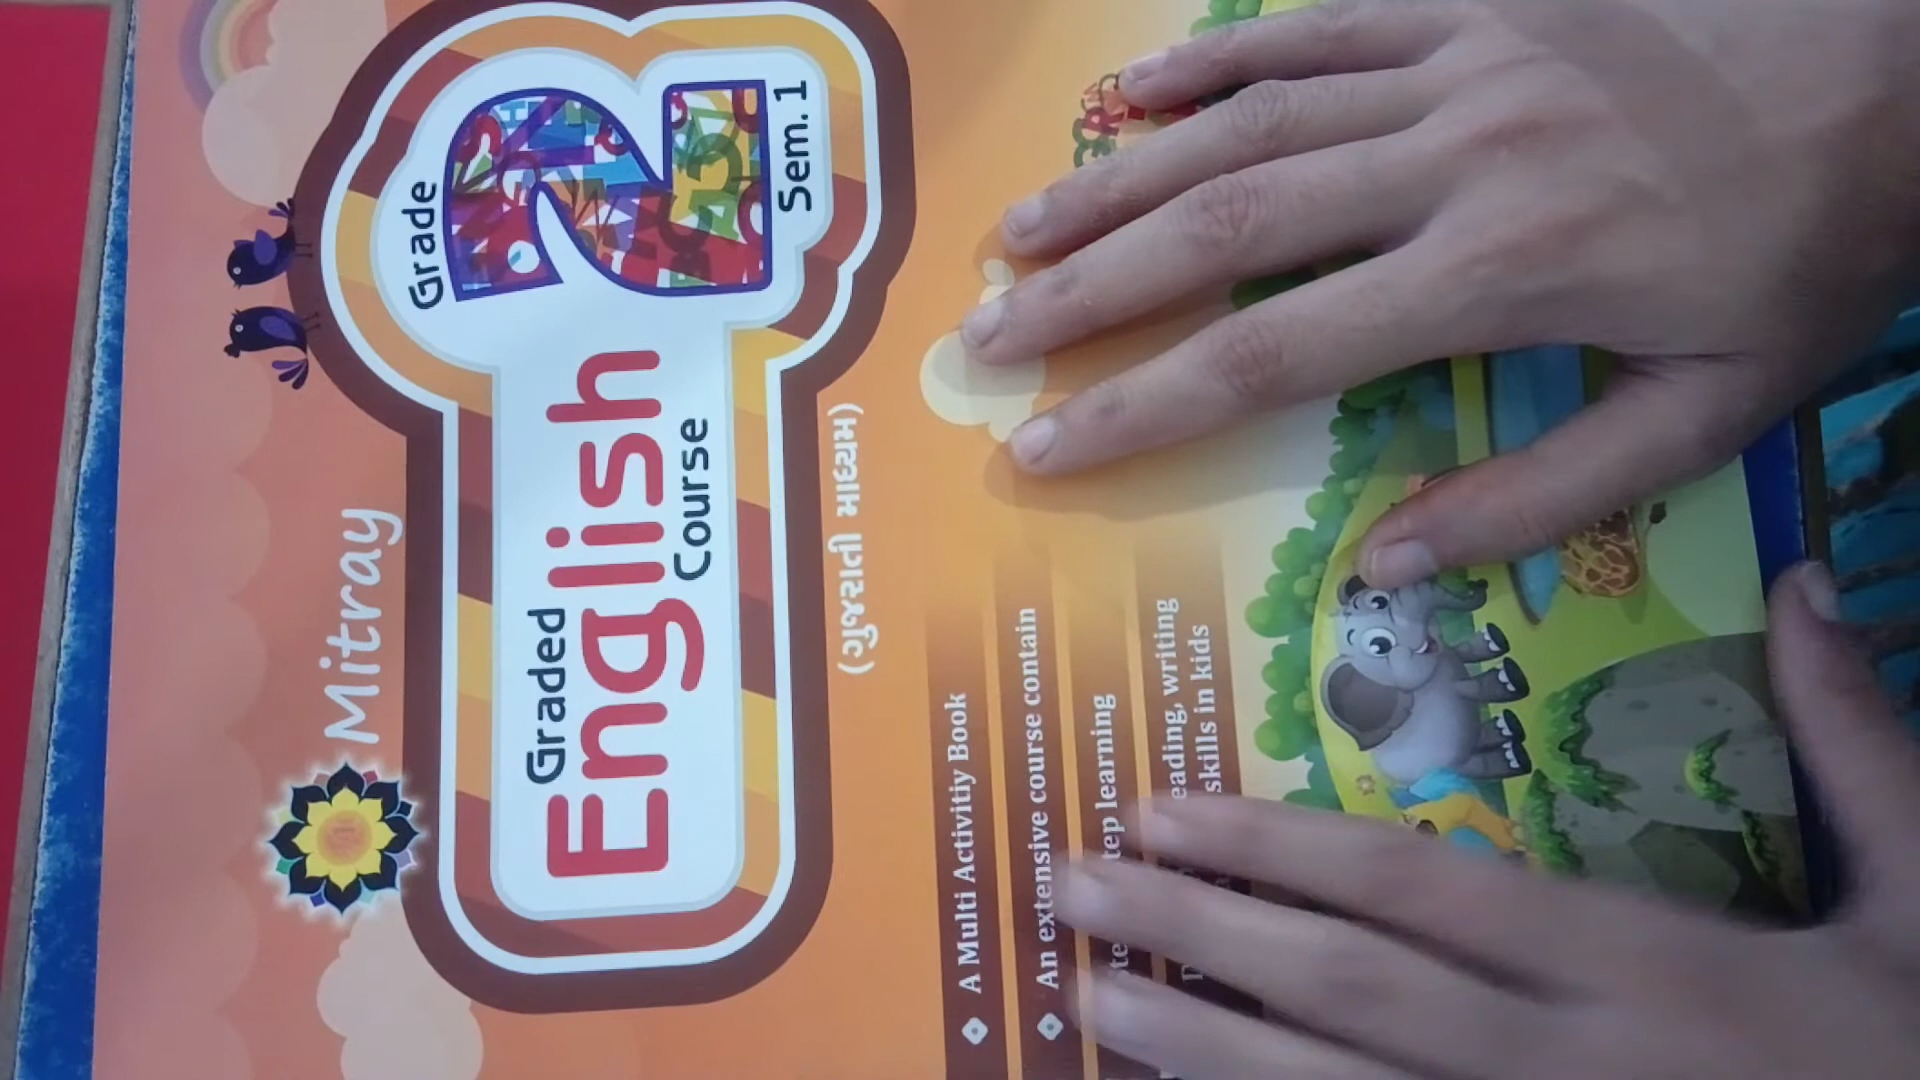 Mitray
Grade
2
Sem. 1
Graded
English
Course
(ગુજરાતી માધ્યમ)
A Multi Activitiy Book
An extensive course contain
tep learning
eading, writing
skills in kids